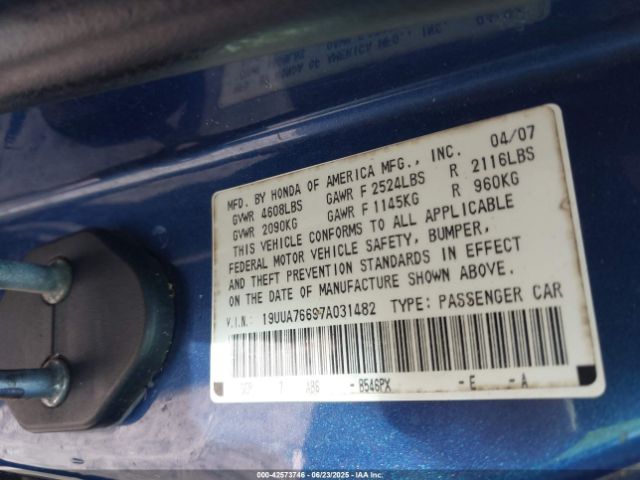 MFD. BY HONDA OF AMERICA MFG., INC. 04/07
GVWR 4608LBS GAWR F 2524LBS R 2116LBS
GVWR 2090KG GAWR F 1145KG R 960KG
THIS VEHICLE CONFORMS TO ALL APPLICABLE
FEDERAL MOTOR VEHICLE SAFETY, BUMPER,
AND THEFT PREVENTION STANDARDS IN EFFECT
ON THE DATE OF MANUFACTURE SHOWN ABOVE.
V.I.N.: 19UUA76697A031482 TYPE: PASSENGER CAR
- B546PX - E - A
000-42573746 - 06/23/2025 - IAAI.COM